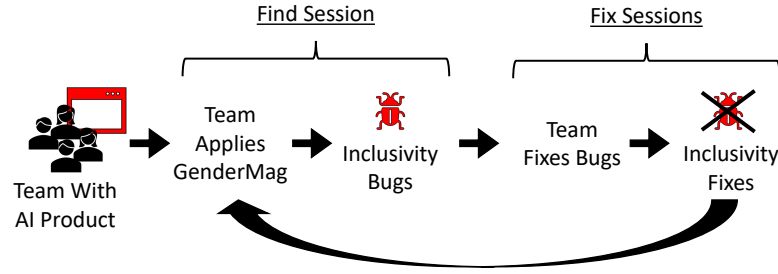 Find Session
Fix Sessions
Team With
AI Product
Team
Applies
GenderMag
Inclusivity
Bugs
Team
Fixes Bugs
Inclusivity
Fixes